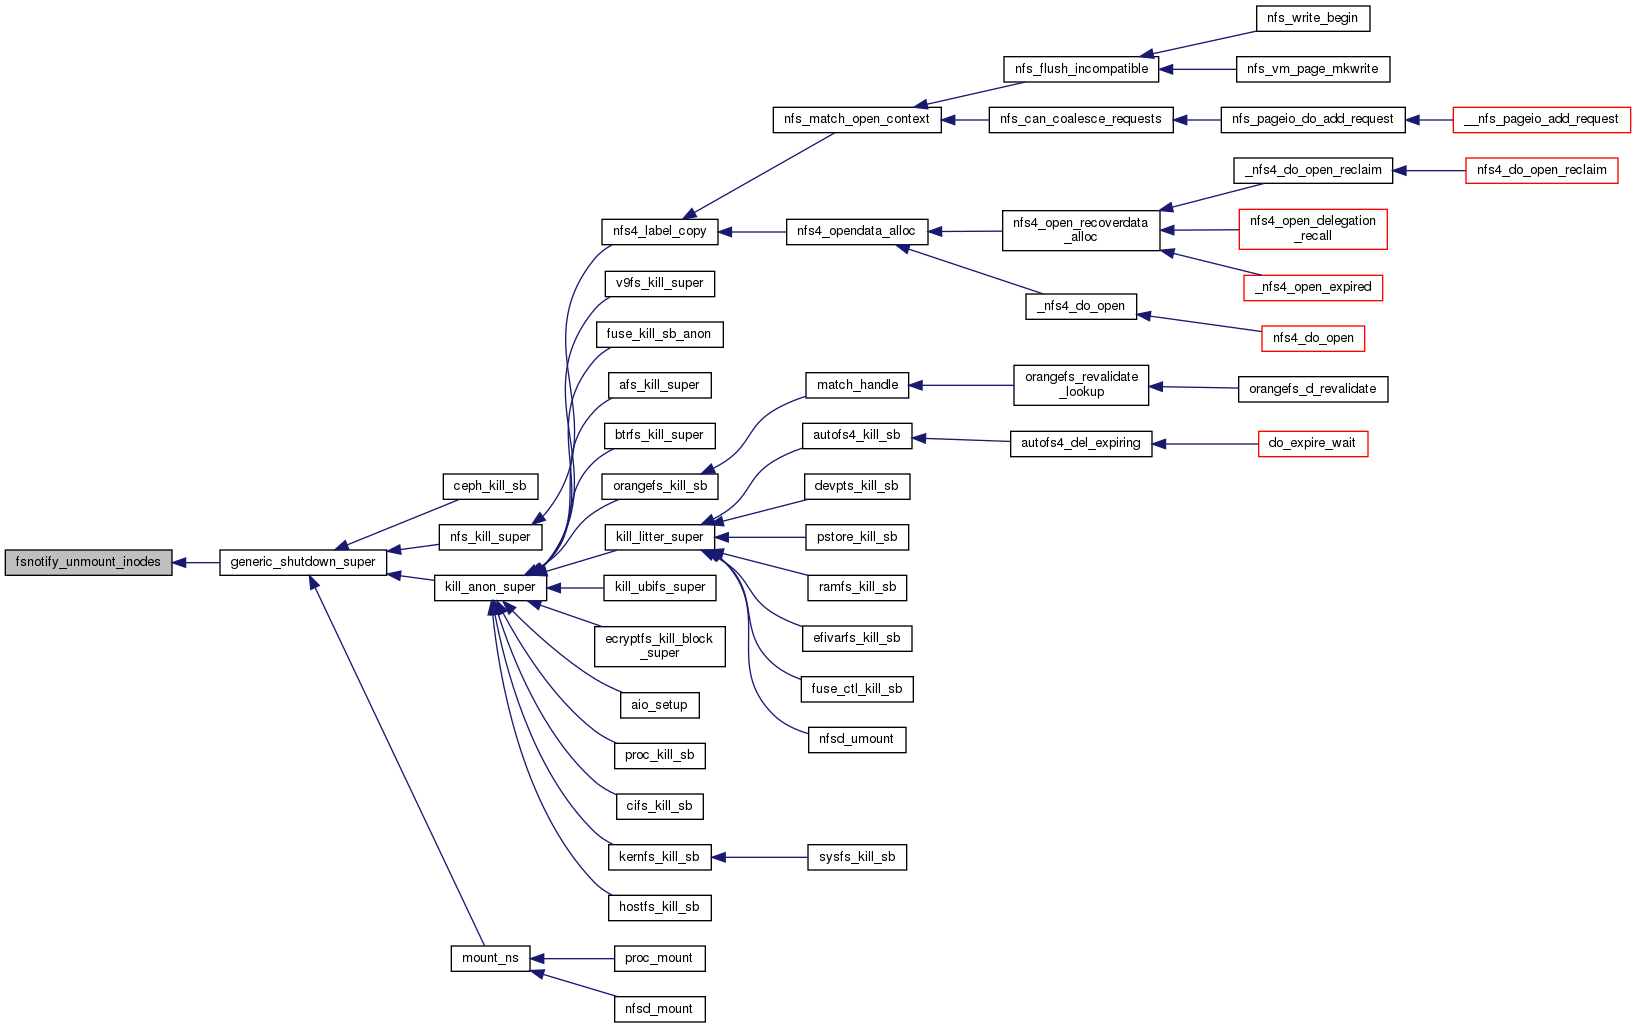 nfs_write_begin
nfs_flush_incompatible
nfs_vm_page_mkwrite
nfs_match_open_context
nfs_can_coalesce_requests
nfs_pageio_do_add_request
__nfs_pageio_add_request
_nfs4_do_open_reclaim
nfs4_do_open_reclaim
nfs4_label_copy
nfs4_opendata_alloc
nfs4_open_recoverdata
_alloc
nfs4_open_delegation
_recall
_nfs4_open_expired
_nfs4_do_open
nfs4_do_open
v9fs_kill_super
fuse_kill_sb_anon
afs_kill_super
match_handle
orangefs_revalidate
_lookup
orangefs_d_revalidate
btrfs_kill_super
autofs4_kill_sb
autofs4_del_expiring
do_expire_wait
ceph_kill_sb
orangefs_kill_sb
devpts_kill_sb
nfs_kill_super
kill_litter_super
pstore_kill_sb
fsnotify_unmount_inodes
generic_shutdown_super
kill_anon_super
kill_ubifs_super
ramfs_kill_sb
ecryptfs_kill_block
_super
efivarfs_kill_sb
aio_setup
fuse_ctl_kill_sb
proc_kill_sb
nfsd_umount
cifs_kill_sb
kernfs_kill_sb
sysfs_kill_sb
hostfs_kill_sb
mount_ns
proc_mount
nfsd_mount